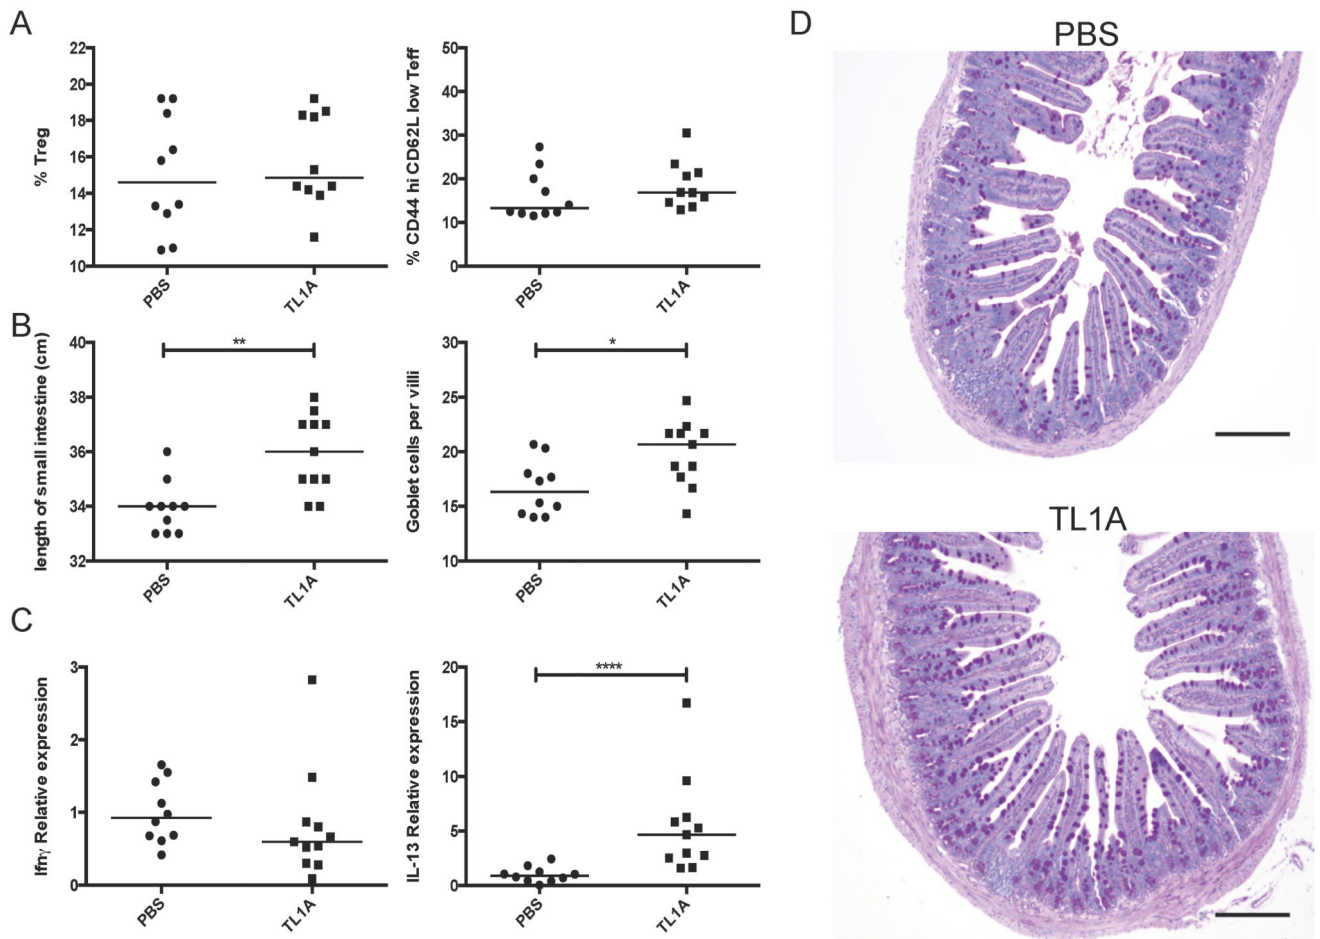 A
% Treg
22
20
18
16
14
12
10
PBS
TL1A
% CD44 hi CD62L low Teff
50
40
30
20
10
0
PBS
TL1A
B
length of small intestine (cm)
40
38
36
34
32
**
PBS
TL1A
Goblet cells per villi
30
25
20
15
10
*
PBS
TL1A
C
Ifnγ Relative expression
3
2
1
0
PBS
TL1A
IL-13 Relative expression
20
15
10
5
0
****
PBS
TL1A
D
PBS
TL1A